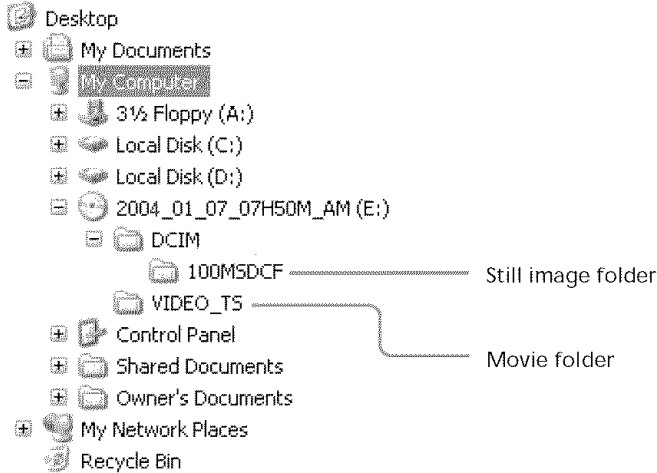 Desktop
My Documents
My Computer
3½ Floppy (A:)
Local Disk (C:)
Local Disk (D:)
2004_01_07_07H50M_AM (E:)
DCIM
100MSDCF
Still image folder
VIDEO_TS
Control Panel
Shared Documents
Movie folder
Owner's Documents
My Network Places
Recycle Bin